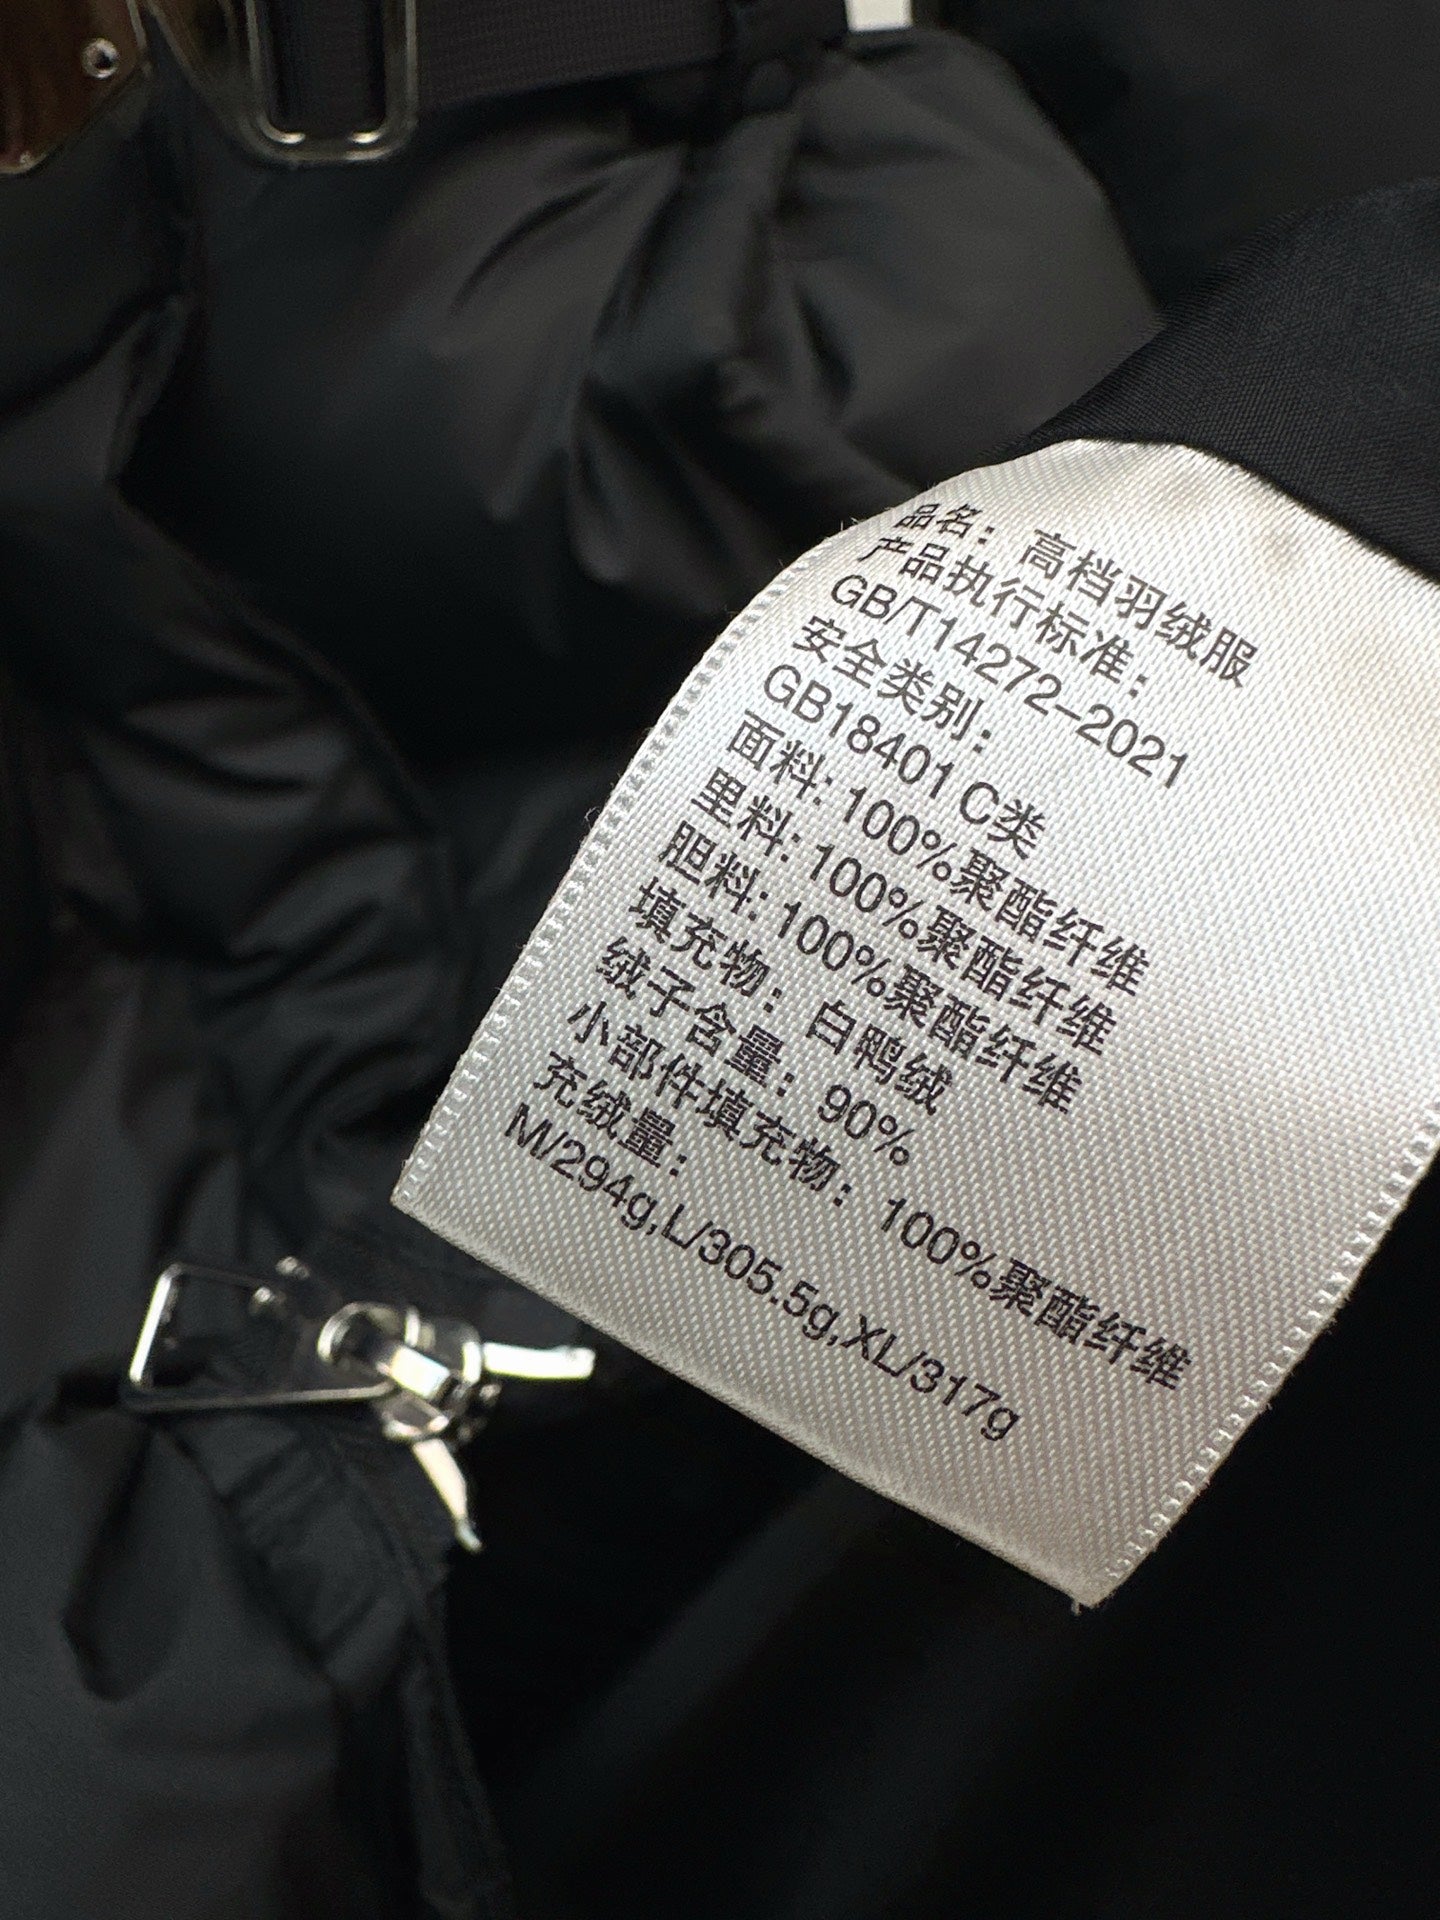 品名：高档羽绒服
产品执行标准：
GB/T14272-2021
安全类别：
GB18401 C类
面料: 100%聚酯纤维
里料: 100%聚酯纤维
胆料: 100%聚酯纤维
填充物：白鸭绒
绒子含量：90%
小部件填充物：100%聚酯纤维
充绒量：
M/294g,L/305.5g,XL/317g